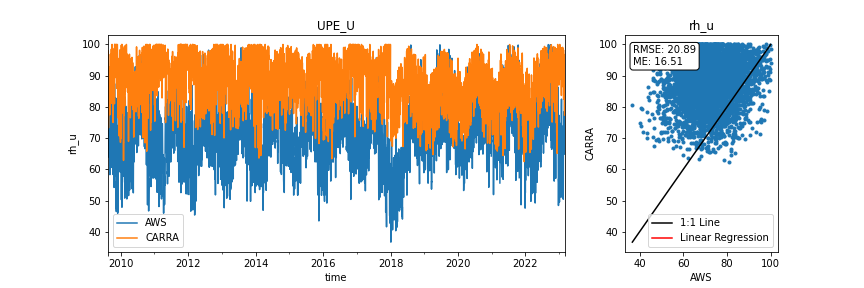 UPE_U
rh_u
100
90
80
70
60
50
40
AWS
CARRA
2010
2012
2014
2016
2018
2020
2022
time
rh_u
RMSE: 20.89
ME: 16.51
CARRA
100
90
80
70
60
50
40
1:1 Line
Linear Regression
40
60
80
100
AWS